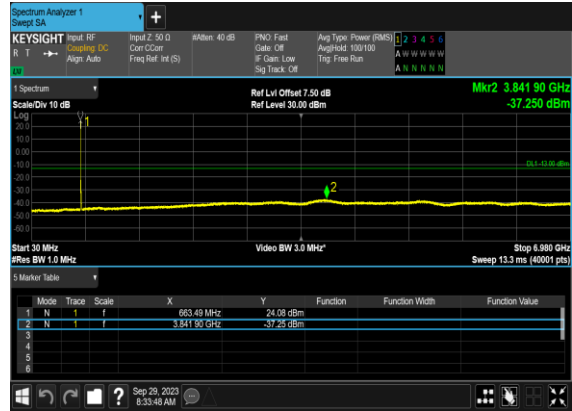 Spectrum Analyzer 1
Swept SA
+
KEYSIGHT Input: RF Input Z: 50 Ω #Atten: 40 dB PNO: Fast Avg Type: Power (RMS) 1 2 3 4 5 6
R T Coupling: DC Corr CCorr Gate: Off Avg|Hold: 100/100 A W W W W W
Align: Auto Freq Ref: Int (S) IF Gain: Low Trig: Free Run
Sig Track: Off A N N N N N
1 Spectrum Ref Lvl Offset 7.50 dB Mkr2 3.841 90 GHz
Scale/Div 10 dB Ref Level 30.00 dBm -37.250 dBm
Log
20.0
10.0
0.00
-10.0
DL1 -13.00 dBm
-20.0
-30.0
-40.0
-50.0
-60.0
1
2
Start 30 MHz Video BW 3.0 MHz* Stop 6.980 GHz
#Res BW 1.0 MHz Sweep 13.3 ms (40001 pts)
5 Marker Table
Mode Trace Scale X Y Function Function Width Function Value
1 N 1 f 663.49 MHz 24.08 dBm
2 N 1 f 3.841 90 GHz -37.25 dBm
3
4
5
6
? Sep 29, 2023
8:33:48 AM